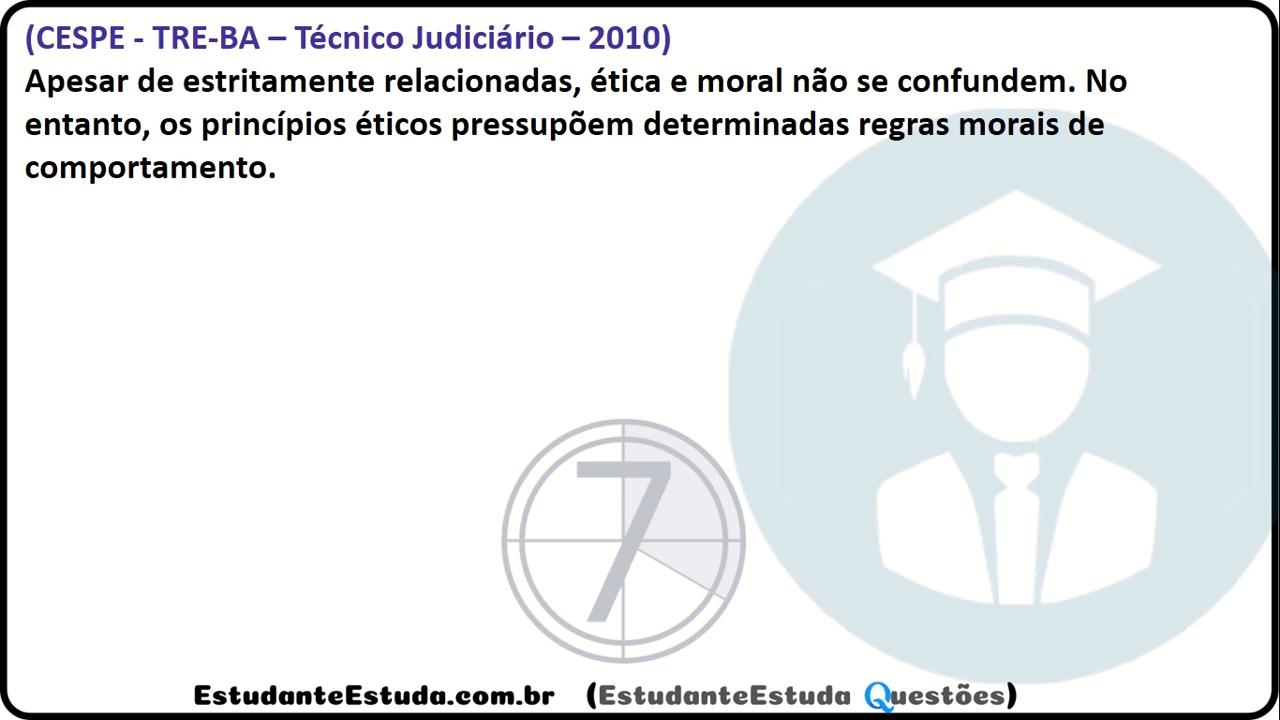 (CESPE - TRE-BA – Técnico Judiciário – 2010)
Apesar de estritamente relacionadas, ética e moral não se confundem. No
entanto, os princípios éticos pressupõem determinadas regras morais de
comportamento.
7
EstudanteEstuda.com.br (EstudanteEstuda Questões)